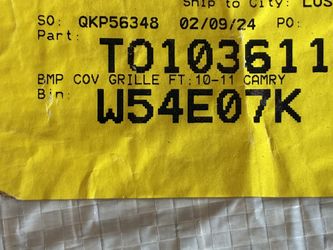 Ship to City: LOS
SO: QKP56348 02/09/24 PO:
Part:
TO103611
BMP COV GRILLE FT:10-11 CAMRY
Bin: W54E07K